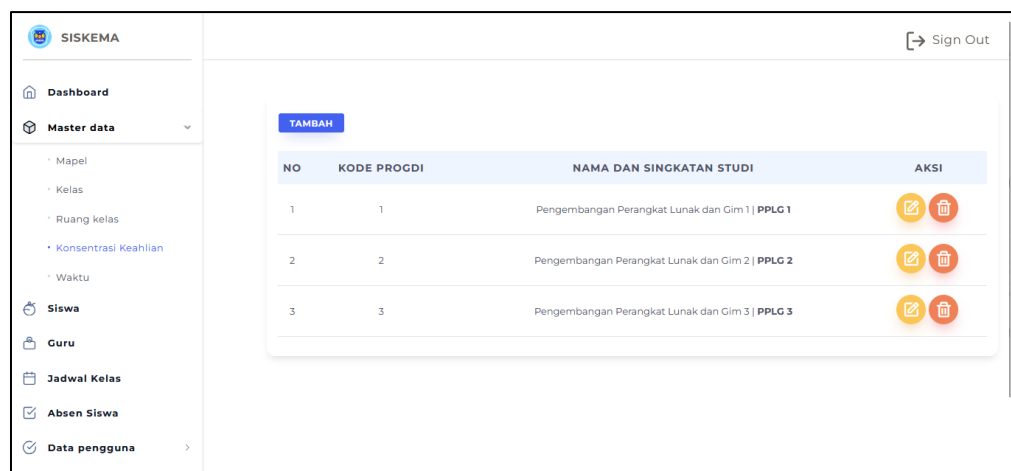 SISKEMA
Sign Out
Dashboard
Master data
Mapel
Kelas
Ruang kelas
Konsentrasi Keahlian
Waktu
Siswa
Guru
Jadwal Kelas
Absen Siswa
Data pengguna
TAMBAH
NO KODE PROGDI NAMA DAN SINGKATAN STUDI AKSI
1 1 Pengembangan Perangkat Lunak dan Gim 1 | PPLG 1
2 2 Pengembangan Perangkat Lunak dan Gim 2 | PPLG 2
3 3 Pengembangan Perangkat Lunak dan Gim 3 | PPLG 3